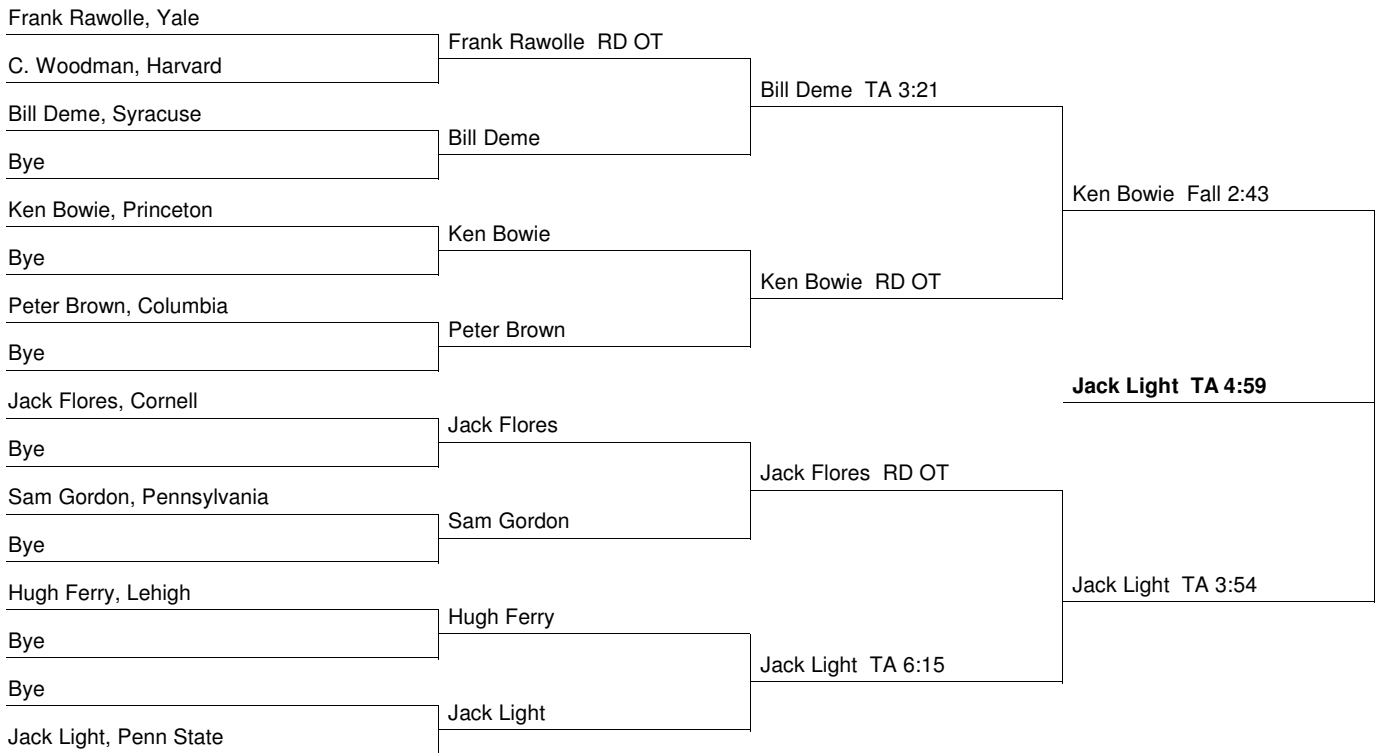 Frank Rawolle, Yale
Frank Rawolle RD OT
C. Woodman, Harvard
Bill Deme TA 3:21
Bill Deme, Syracuse
Bill Deme
Bye
Ken Bowie Fall 2:43
Ken Bowie, Princeton
Ken Bowie
Bye
Ken Bowie RD OT
Peter Brown, Columbia
Peter Brown
Bye
Jack Light TA 4:59
Jack Flores, Cornell
Jack Flores
Bye
Jack Flores RD OT
Sam Gordon, Pennsylvania
Sam Gordon
Bye
Jack Light TA 3:54
Hugh Ferry, Lehigh
Hugh Ferry
Bye
Jack Light TA 6:15
Bye
Jack Light
Jack Light, Penn State